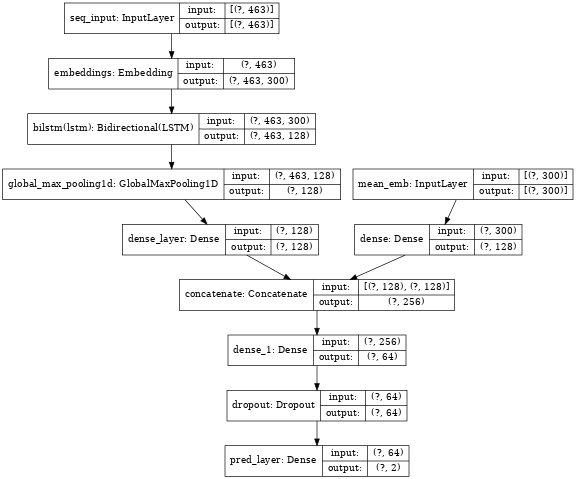 seq_input: InputLayer input: [(?, 463)]
output: [(?, 463)]
embeddings: Embedding input: (?, 463)
output: (?, 463, 300)
bilstm(lstm): Bidirectional(LSTM) input: (?, 463, 300)
output: (?, 463, 128)
global_max_pooling1d: GlobalMaxPooling1D input: (?, 463, 128)
output: (?, 128)
mean_emb: InputLayer input: [(?, 300)]
output: [(?, 300)]
dense_layer: Dense input: (?, 128)
output: (?, 128)
dense: Dense input: (?, 300)
output: (?, 128)
concatenate: Concatenate input: [(?, 128), (?, 128)]
output: (?, 256)
dense_1: Dense input: (?, 256)
output: (?, 64)
dropout: Dropout input: (?, 64)
output: (?, 64)
pred_layer: Dense input: (?, 64)
output: (?, 2)